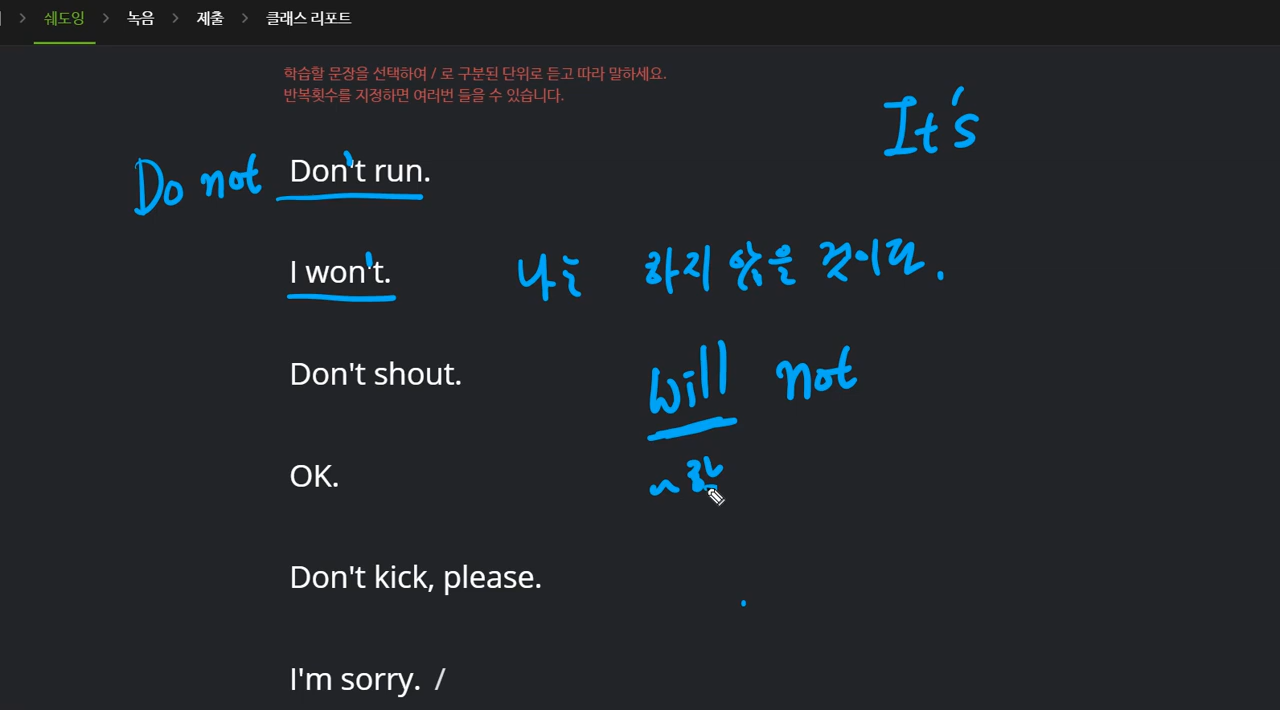 쉐도잉 > 녹음 > 제출 > 클래스 리포트
학습할 문장을 선택하여 / 로 구분된 단위로 듣고 따라 말하세요.
반복횟수를 지정하면 여러번 들을 수 있습니다.
It's
Do not Don't run.
I won't. 나는 하지 않을 것이다.
Don't shout. will not
OK.
Don't kick, please.
I'm sorry. /